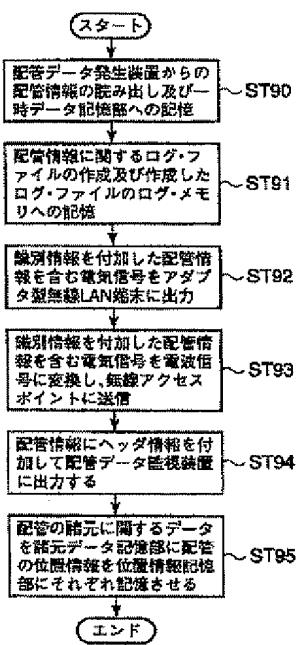 スタート
配管データ発生装置からの
配管情報の読み出し及び一
時データ記憶部への記憶
ST90
配管情報に関するログ・ファ
イルの作成及び作成した
ログ・ファイルのログ・メモ
リへの記憶
ST91
識別情報を付加した配管情
報を含む電気信号をアダプ
タ型無線LAN端末に出力
ST92
識別情報を付加した配管情
報を含む電気信号を電波信
号に変換し、無線アクセス
ポイントに送信
ST93
配管情報にヘッダ情報を付
加して配管データ監視装置
に出力する
ST94
配管の諸元に関するデータ
を諸元データ記憶部に配管
の位置情報を位置情報記憶
部にそれぞれ記憶させる
ST95
エンド